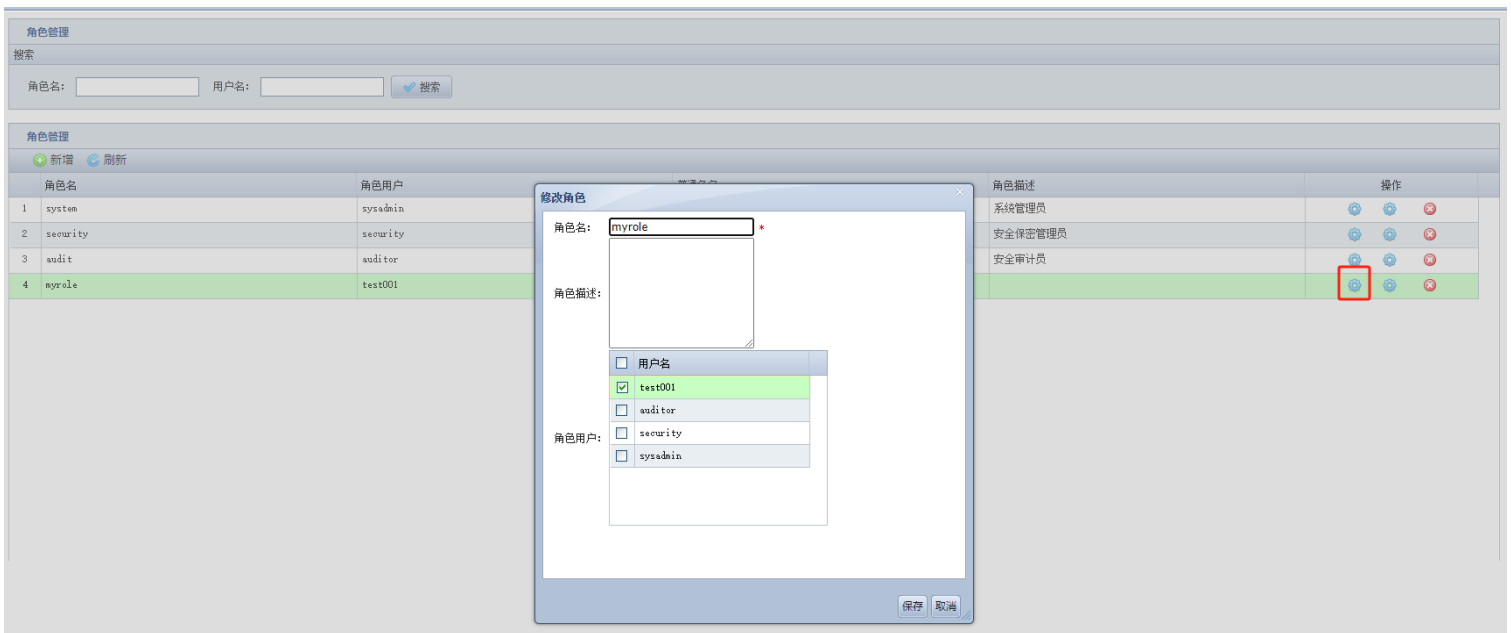 角色管理
搜索
角色名: 用户名: 搜索
角色管理
新增 刷新
角色名 角色用户 角色描述 操作
1 system sysadmin 系统管理员
2 security security 安全保密管理员
3 audit auditor 安全审计员
4 myrole test001
修改角色
角色名: myrole *
角色描述:
用户名
test001
auditor
角色用户: security
sysadmin
保存 取消